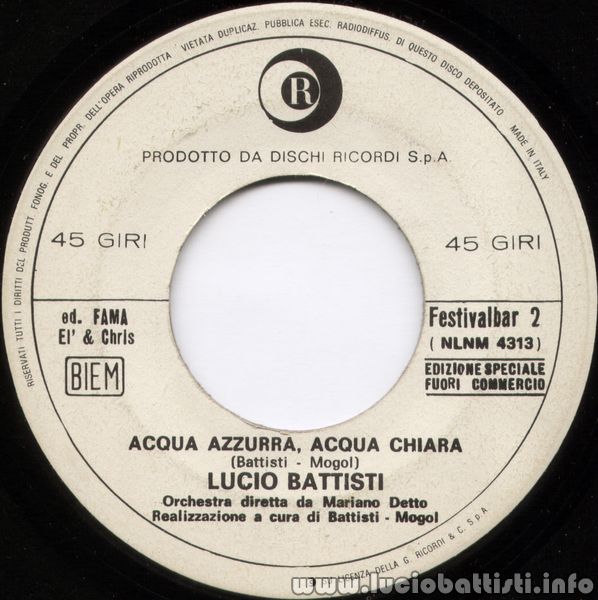 RISERVATI TUTTI I DIRITTI DEL PRODUTT. FONOG. E DEL PROPR. DELL'OPERA RIPRODOTTA VIETATA DUPLICAZ. PUBBLICA ESEC. RADIODIFFUS. DI QUESTO DISCO DEPOSITATO MADE IN ITALY
R
PRODOTTO DA DISCHI RICORDI S.p.A.
45 GIRI
45 GIRI
ed. FAMA
El' & Chris
BIEM
Festivalbar 2
( NLNM 4313 )
EDIZIONE SPECIALE
FUORI COMMERCIO
ACQUA AZZURRA, ACQUA CHIARA
(Battisti - Mogol)
LUCIO BATTISTI
Orchestra diretta da Mariano Detto
Realizzazione a cura di Battisti - Mogol
LICENZA DELLA G. RICORDI & C. S.p.A
www.luciobattisti.info